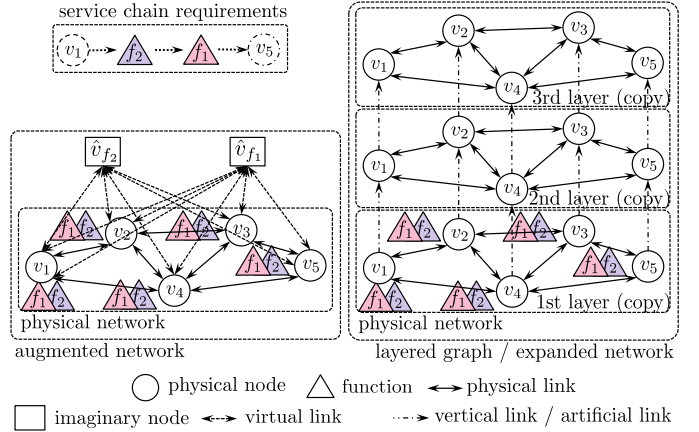 service chain requirements
v1 f2 f1 v5
v̂f2 v̂f1
f1 f2 v2 f1 f2 v3
v1 f1 f2 v5
f1 f2 f1 f2 v4
physical network
augmented network
v2 v3
v1 v5
v4
3rd layer (copy)
v2 v3
v1 v5
v4 2nd layer (copy)
f1 f2 v2 f1 f2 v3
v1 f1 f2 v5
f1 f2 f1 f2 v4 1st layer (copy)
physical network
layered graph / expanded network
physical node function physical link
imaginary node virtual link vertical link / artificial link